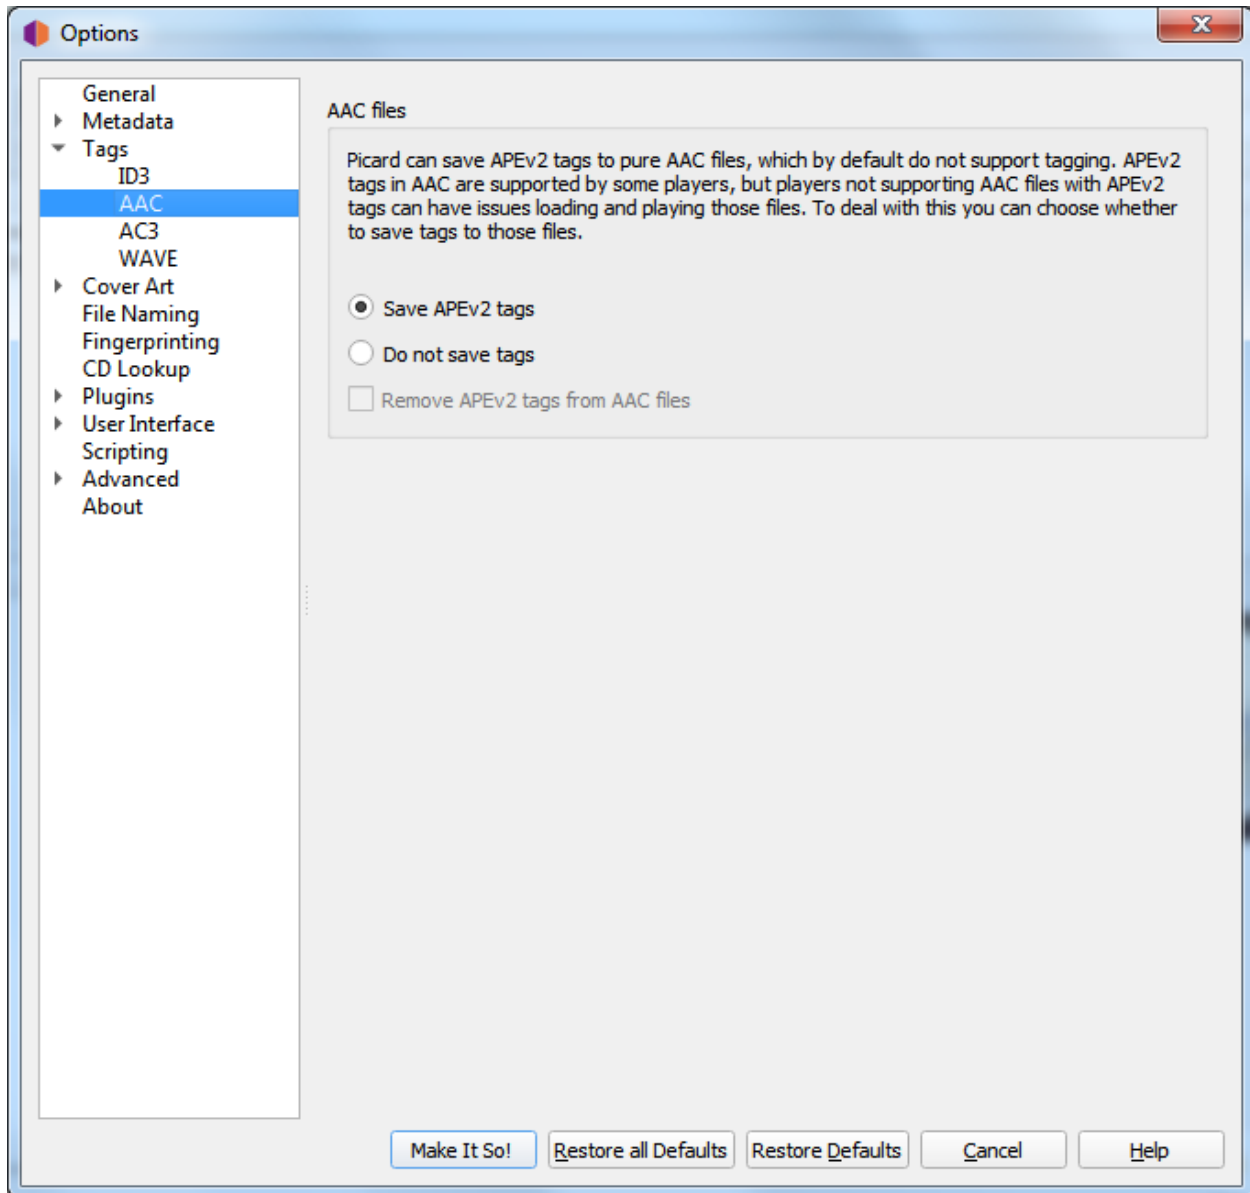 Options
General
Metadata
Tags
ID3
AAC
AC3
WAVE
Cover Art
File Naming
Fingerprinting
CD Lookup
Plugins
User Interface
Scripting
Advanced
About
AAC files
Picard can save APEv2 tags to pure AAC files, which by default do not support tagging. APEv2
tags in AAC are supported by some players, but players not supporting AAC files with APEv2
tags can have issues loading and playing those files. To deal with this you can choose whether
to save tags to those files.
Save APEv2 tags
Do not save tags
Remove APEv2 tags from AAC files
Make It So!
Restore all Defaults
Restore Defaults
Cancel
Help